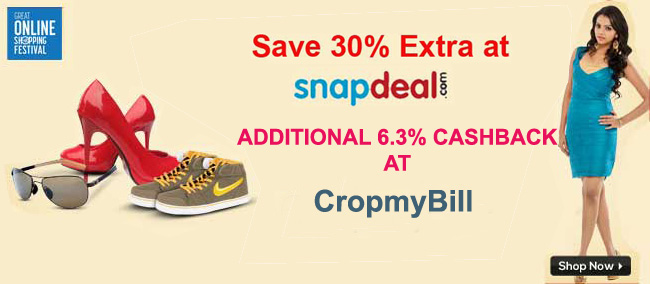 GREAT
ONLINE
SHOPPING
FESTIVAL
Save 30% Extra at
snapdeal.com
ADDITIONAL 6.3% CASHBACK
AT
CropmyBill
Shop Now